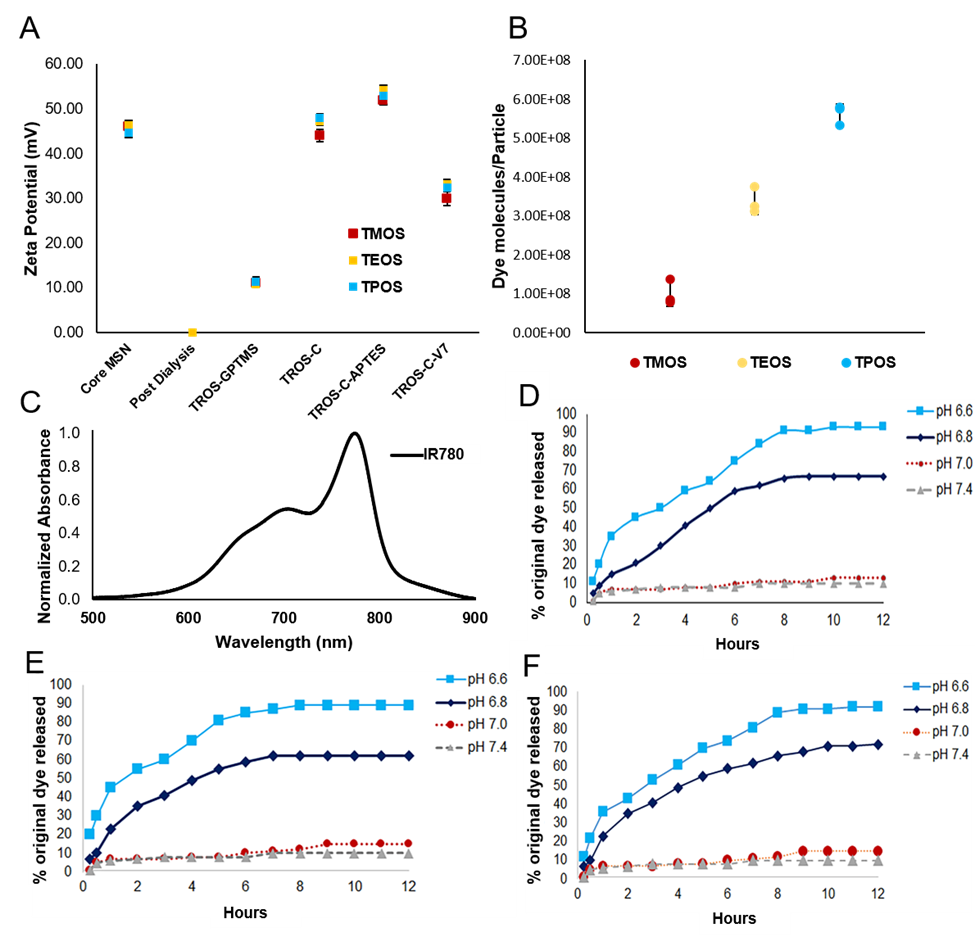 A
Zeta Potential (mV)
60.00
50.00
40.00
30.00
20.00
10.00
0.00
TMOS
TEOS
TPOS
Core MSN
Post Dialysis
TROS-GPTMS
TROS-C
TROS-C-APTES
TROS-C-V7
B
Dye molecules/Particle
7.00E+08
6.00E+08
5.00E+08
4.00E+08
3.00E+08
2.00E+08
1.00E+08
0.00E+00
TMOS TEOS TPOS
C
Normalized Absorbance
1.0
0.8
0.6
0.4
0.2
0.0
IR780
500 600 700 800 900
Wavelength (nm)
D
% original dye released
100
90
80
70
60
50
40
30
20
10
0
0 2 4 6 8 10 12
Hours
pH 6.6
pH 6.8
pH 7.0
pH 7.4
E
% original dye released
100
90
80
70
60
50
40
30
20
10
0
0 2 4 6 8 10 12
Hours
pH 6.6
pH 6.8
pH 7.0
pH 7.4
F
% original dye released
100
90
80
70
60
50
40
30
20
10
0
0 2 4 6 8 10 12
Hours
pH 6.6
pH 6.8
pH 7.0
pH 7.4